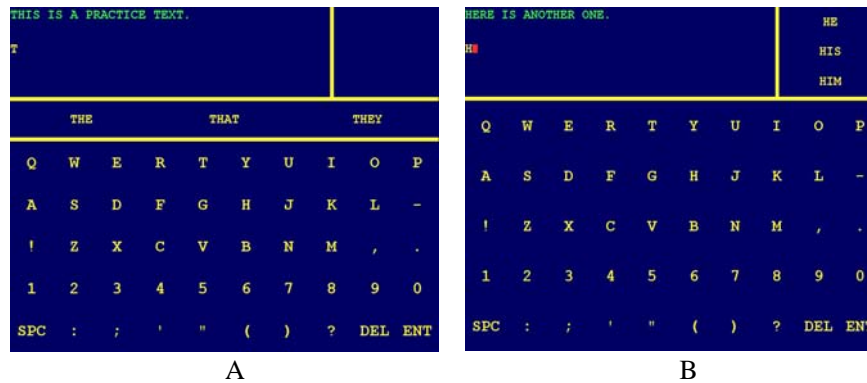 THIS IS A PRACTICE TEXT.
T
THE THAT THEY
Q W E R T Y U I O P
A S D F G H J K L -
! Z X C V B N M , .
1 2 3 4 5 6 7 8 9 0
SPC : ; ' " ( ) ? DEL ENT
A
HERE IS ANOTHER ONE.
H
HE
HIS
HIM
Q W E R T Y U I O P
A S D F G H J K L -
! Z X C V B N M , .
1 2 3 4 5 6 7 8 9 0
SPC : ; ' " ( ) ? DEL EN
B